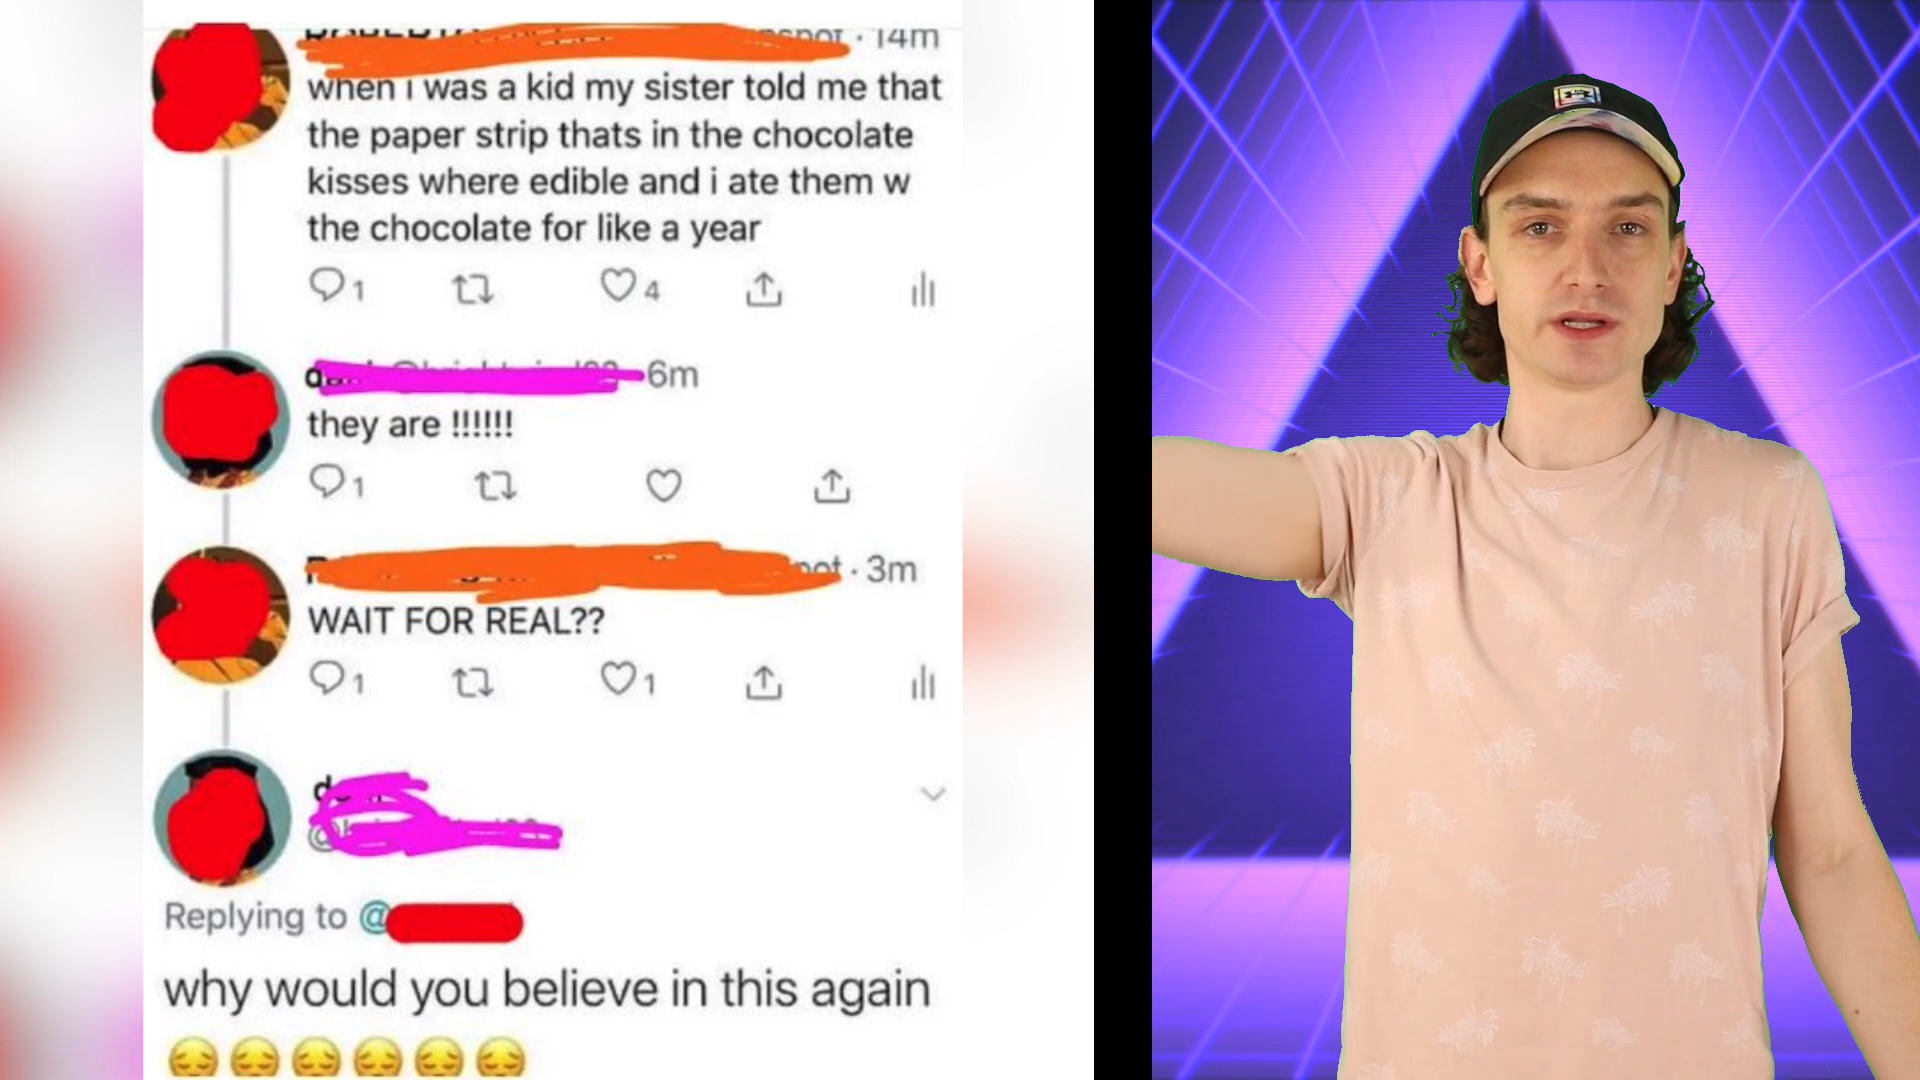 14m
when i was a kid my sister told me that
the paper strip thats in the chocolate
kisses where edible and i ate them w
the chocolate for like a year
1 4
6m
they are !!!!!!
1
· 3m
WAIT FOR REAL??
1 1
Replying to @
why would you believe in this again
😔😔😔😔😔😔